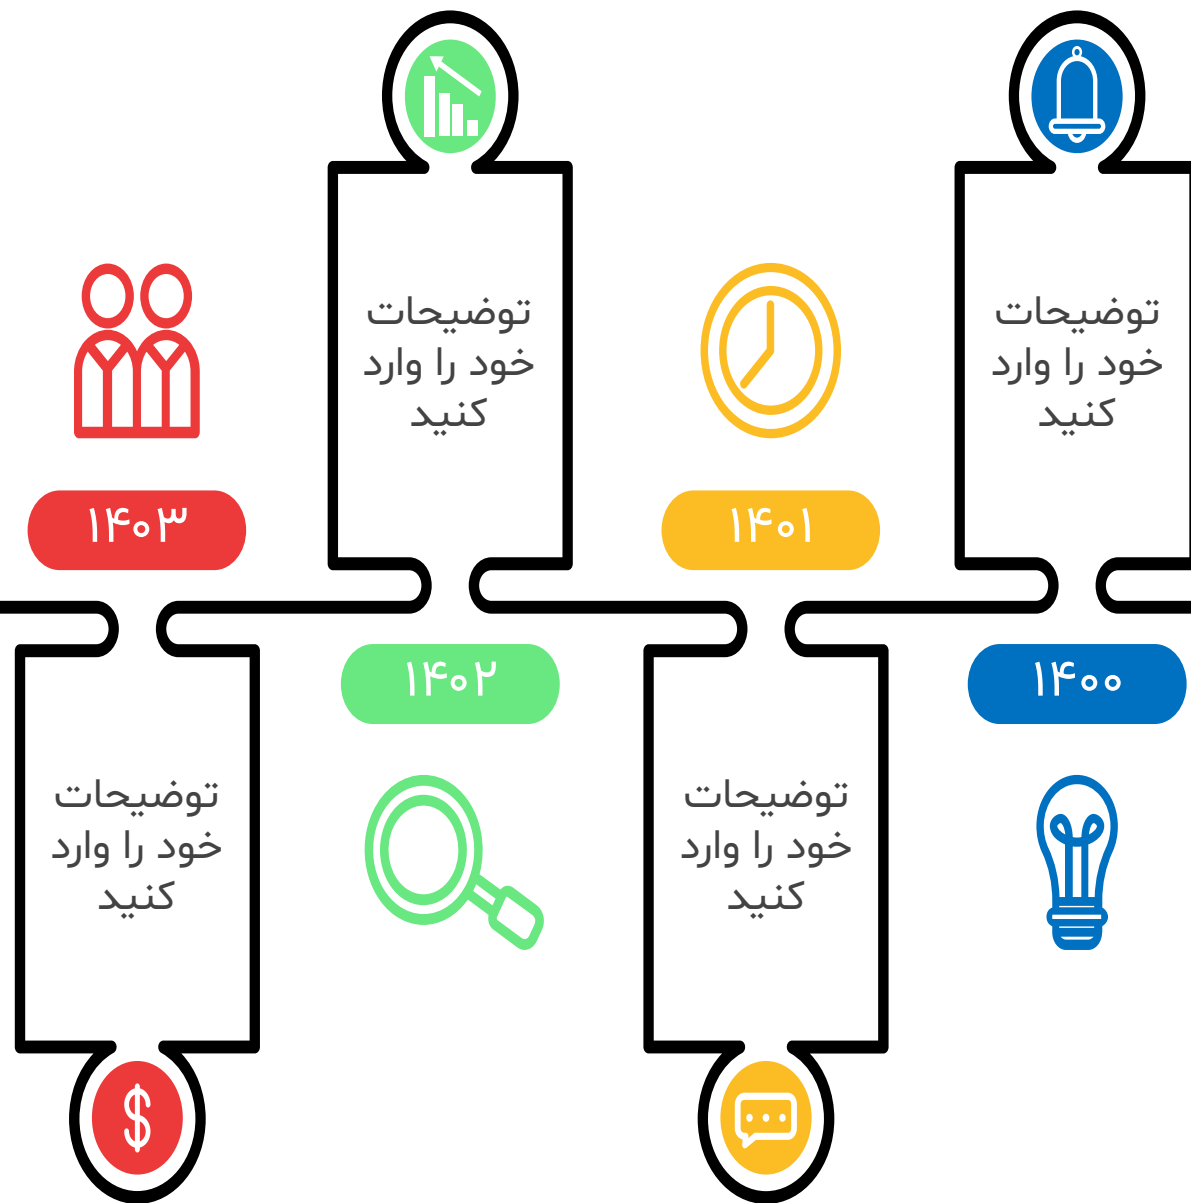 توضیحات
خود را وارد
کنید
۱۴۰۰
توضیحات
خود را وارد
کنید
۱۴۰۱
توضیحات
خود را وارد
کنید
۱۴۰۲
توضیحات
خود را وارد
کنید
۱۴۰۳
$